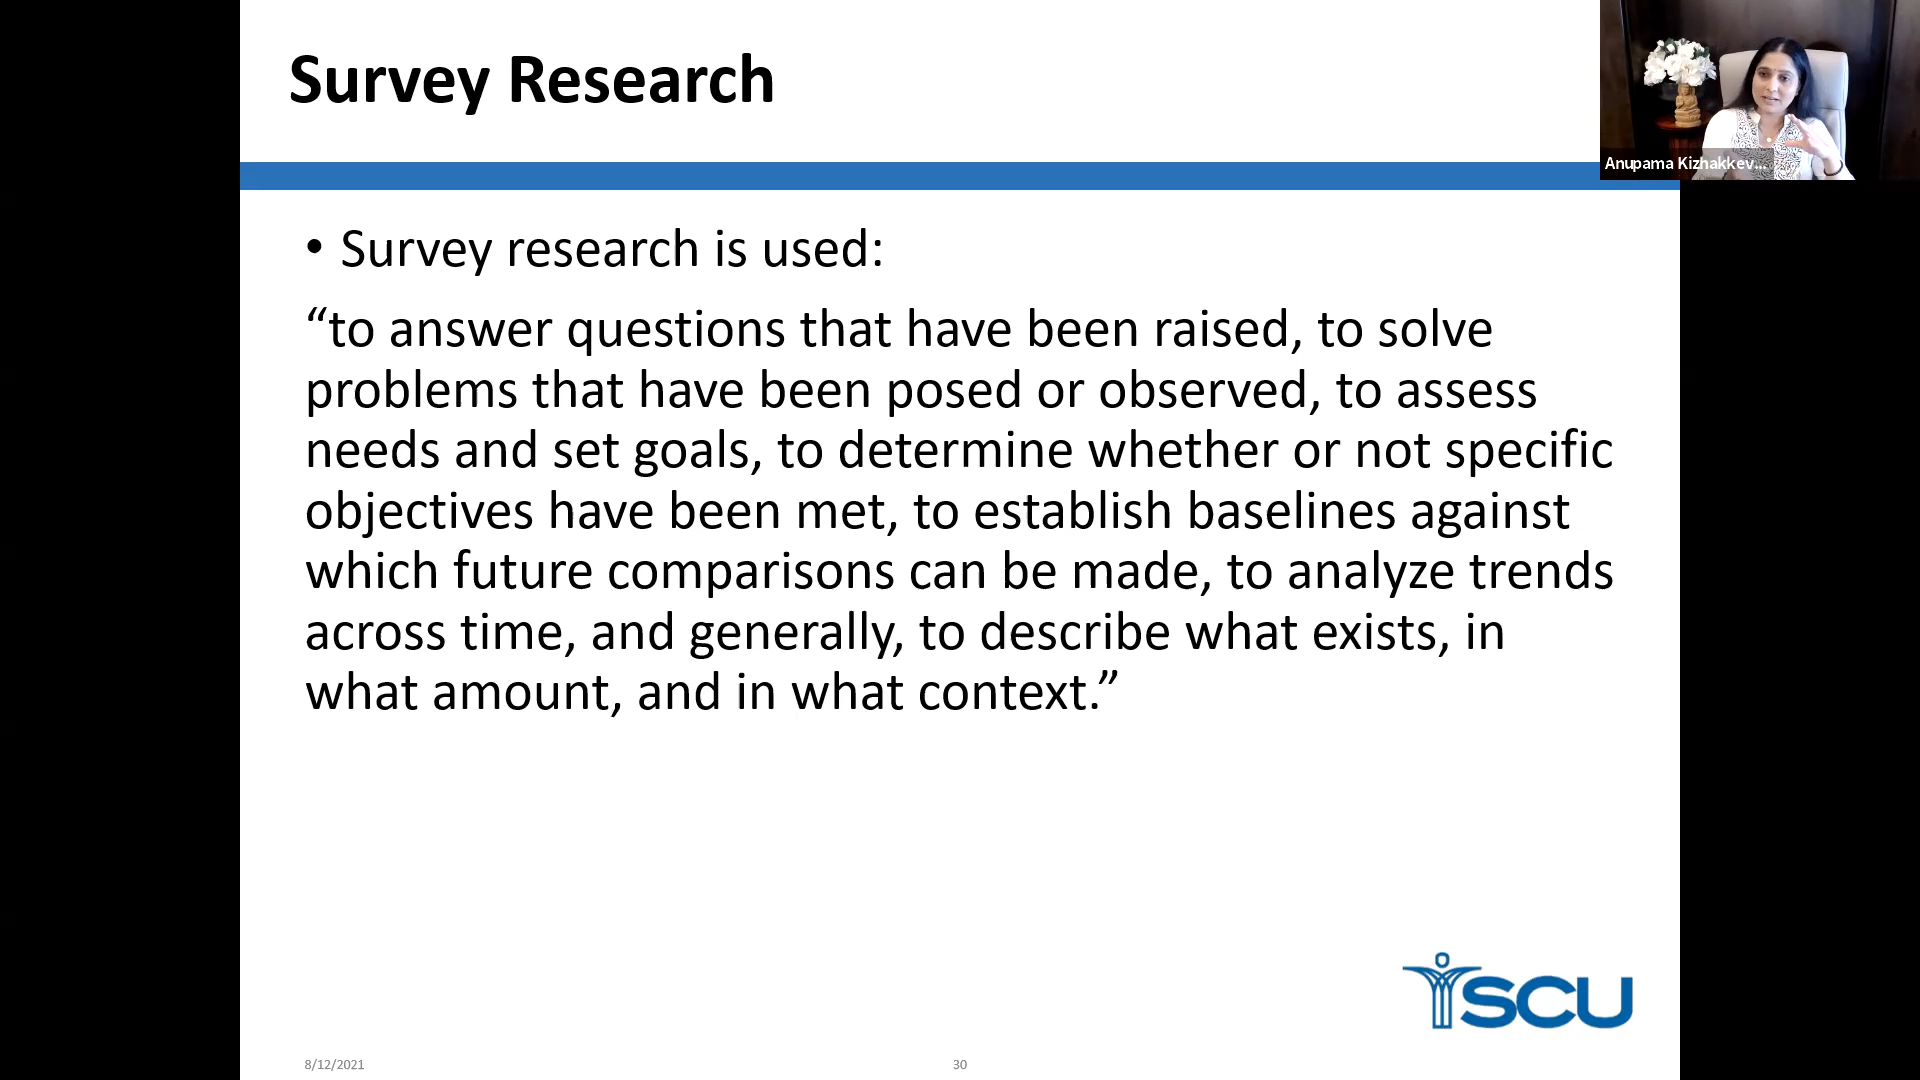 Survey Research
Anupama Kizhakkev...
• Survey research is used:
“to answer questions that have been raised, to solve
problems that have been posed or observed, to assess
needs and set goals, to determine whether or not specific
objectives have been met, to establish baselines against
which future comparisons can be made, to analyze trends
across time, and generally, to describe what exists, in
what amount, and in what context.”
SCU
8/12/2021
30